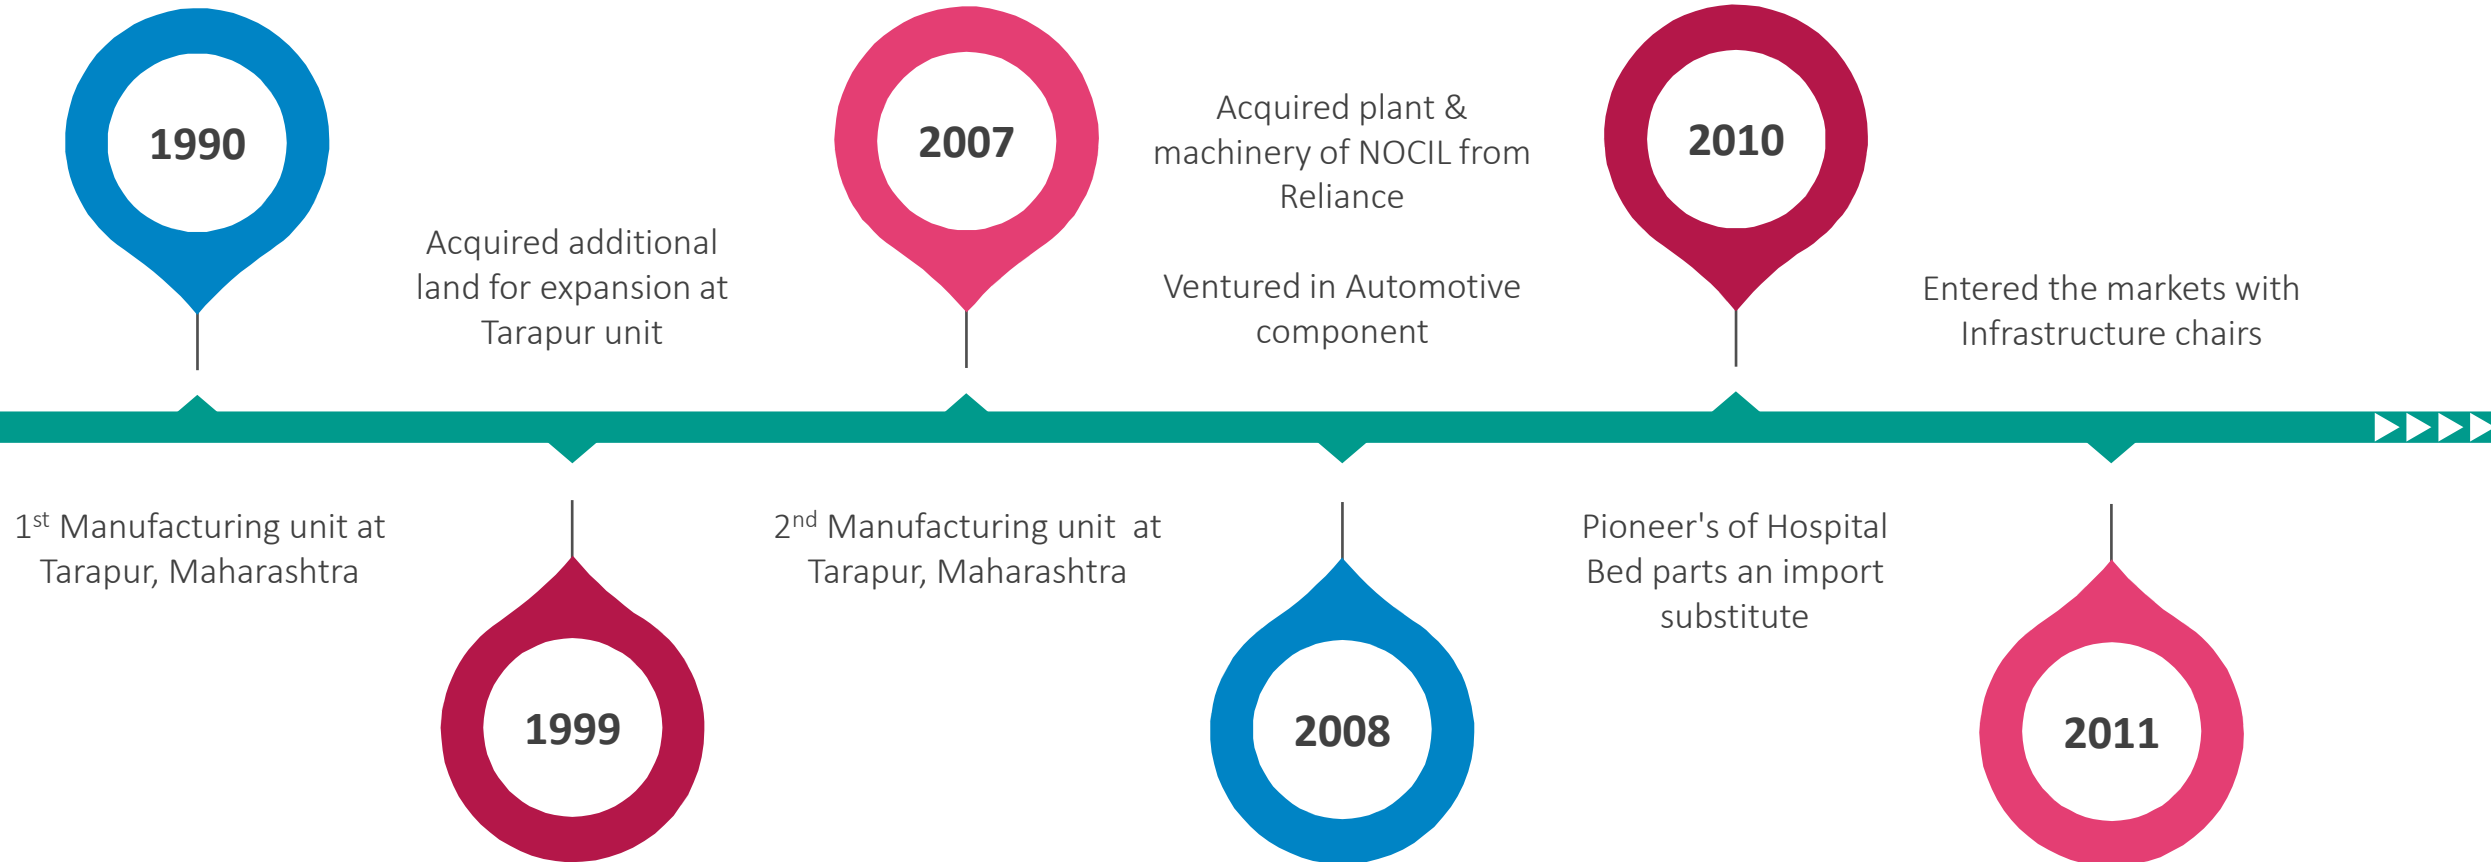 1990
1st Manufacturing unit at
Tarapur, Maharashtra
Acquired additional
land for expansion at
Tarapur unit
1999
2007
2nd Manufacturing unit at
Tarapur, Maharashtra
Acquired plant &
machinery of NOCIL from
Reliance
Ventured in Automotive
component
2008
2010
Pioneer's of Hospital
Bed parts an import
substitute
Entered the markets with
Infrastructure chairs
2011